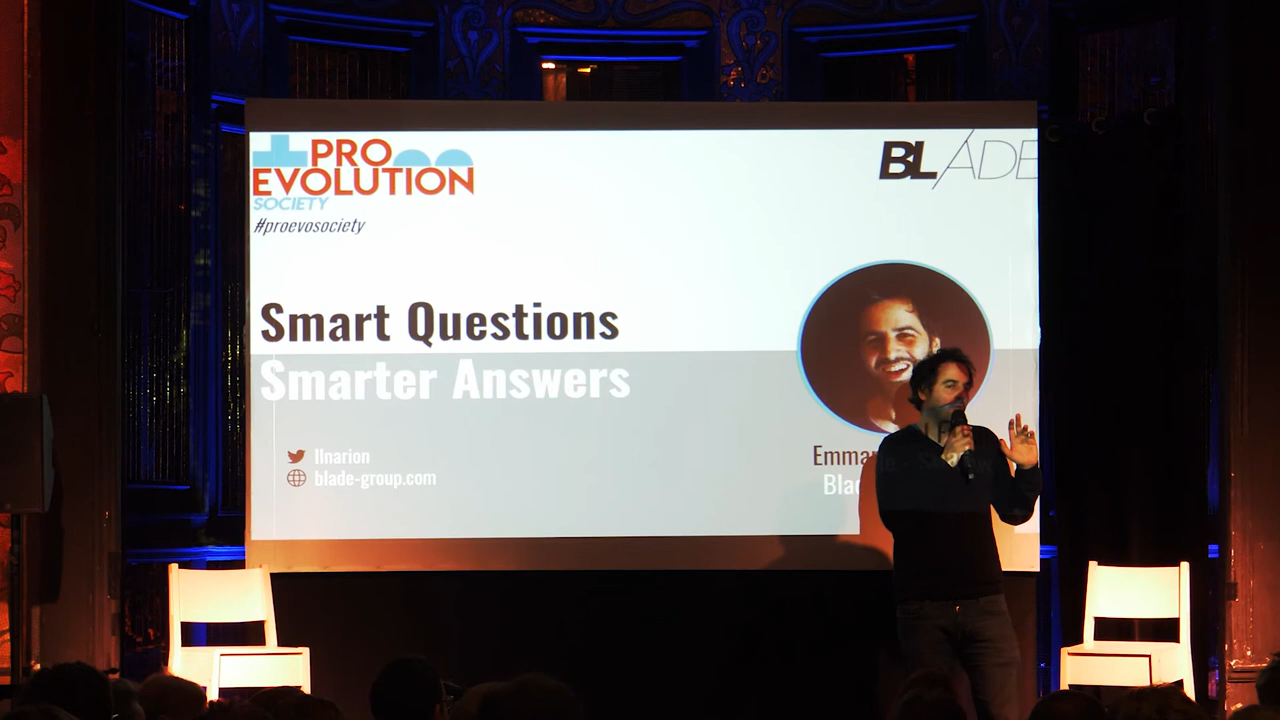 PRO
EVOLUTION
SOCIETY
#proevosociety
BLADE
Smart Questions
Smarter Answers
llnarion
blade-group.com